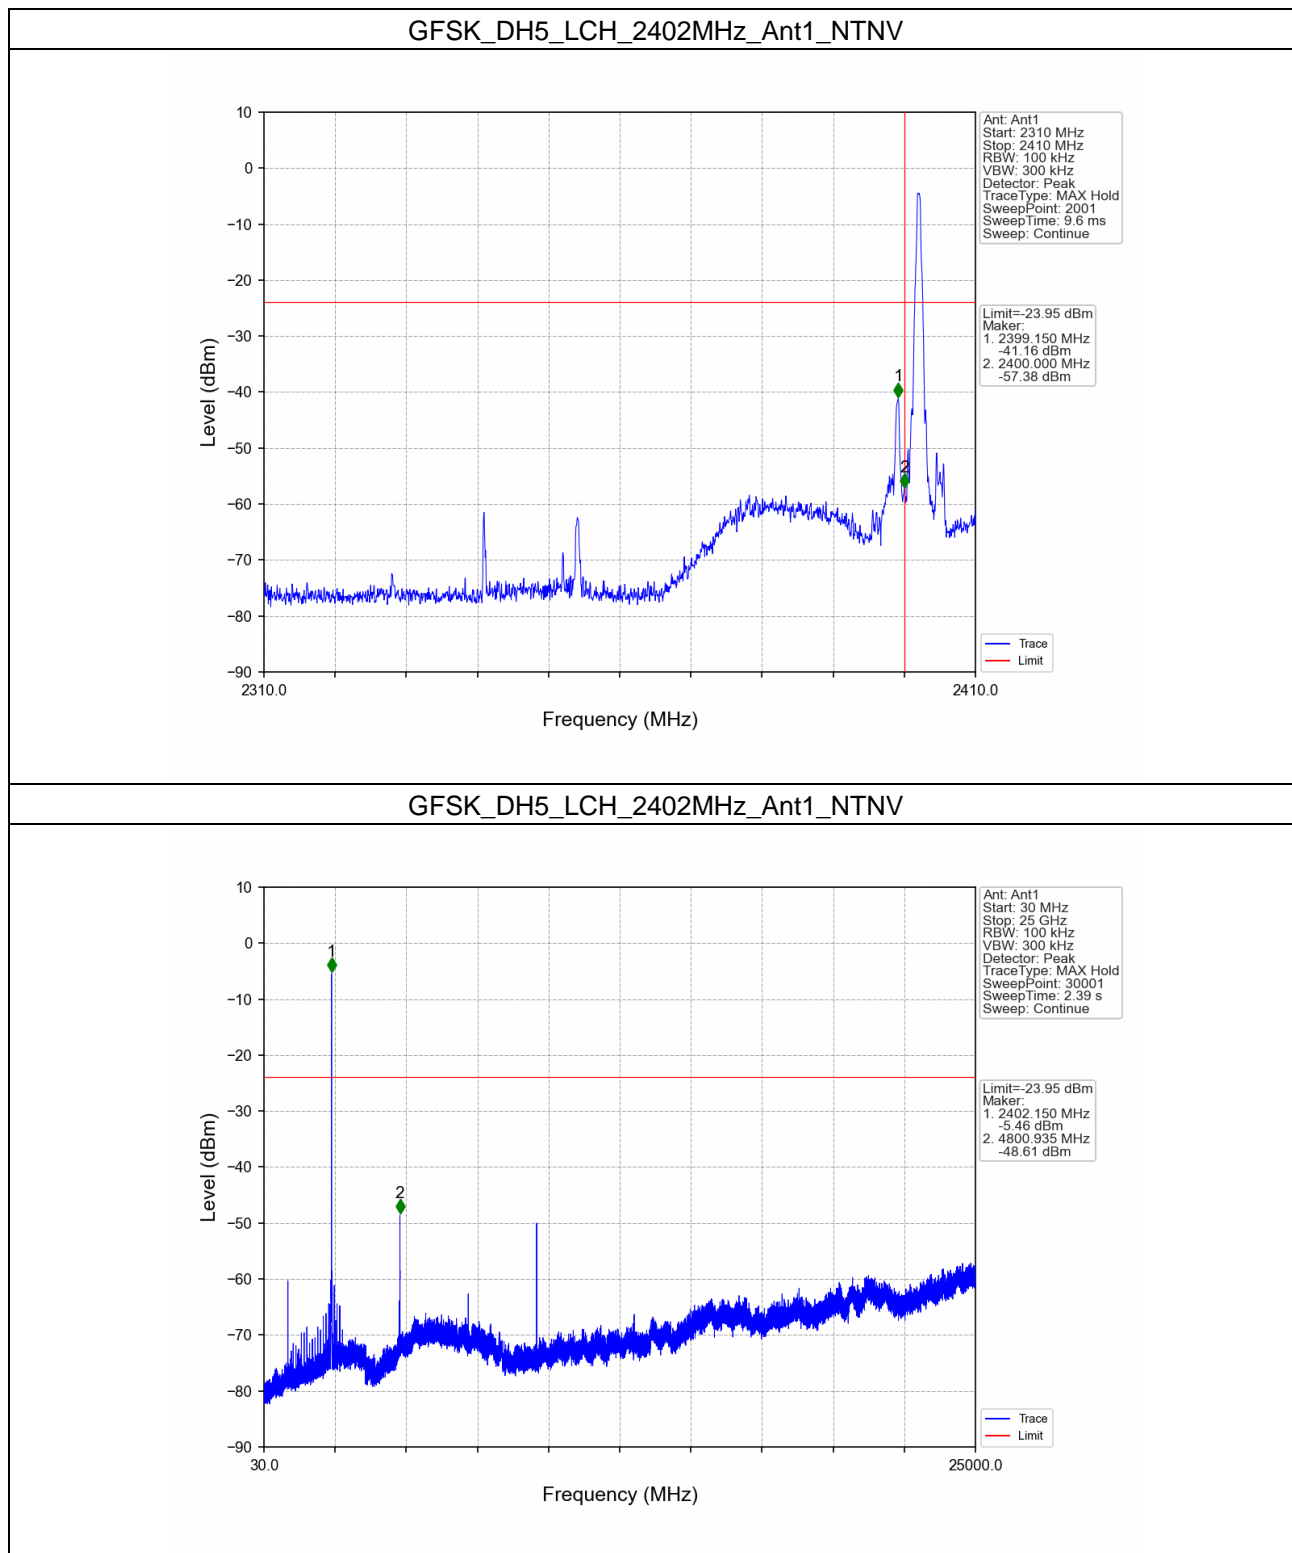 GFSK_DH5_LCH_2402MHz_Ant1_NTNV
10
0
−10
−20
−30
−40
−50
−60
−70
−80
−90
Level (dBm)
2310.0
2410.0
Frequency (MHz)
1
2
Ant: Ant1
Start: 2310 MHz
Stop: 2410 MHz
RBW: 100 kHz
VBW: 300 kHz
Detector: Peak
TraceType: MAX Hold
SweepPoint: 2001
SweepTime: 9.6 ms
Sweep: Continue
Limit=-23.95 dBm
Maker:
1. 2399.150 MHz
-41.16 dBm
2. 2400.000 MHz
-57.38 dBm
Trace
Limit
GFSK_DH5_LCH_2402MHz_Ant1_NTNV
10
0
−10
−20
−30
−40
−50
−60
−70
−80
−90
Level (dBm)
30.0
25000.0
Frequency (MHz)
1
2
Ant: Ant1
Start: 30 MHz
Stop: 25 GHz
RBW: 100 kHz
VBW: 300 kHz
Detector: Peak
TraceType: MAX Hold
SweepPoint: 30001
SweepTime: 2.39 s
Sweep: Continue
Limit=-23.95 dBm
Maker:
1. 2402.150 MHz
-5.46 dBm
2. 4800.935 MHz
-48.61 dBm
Trace
Limit